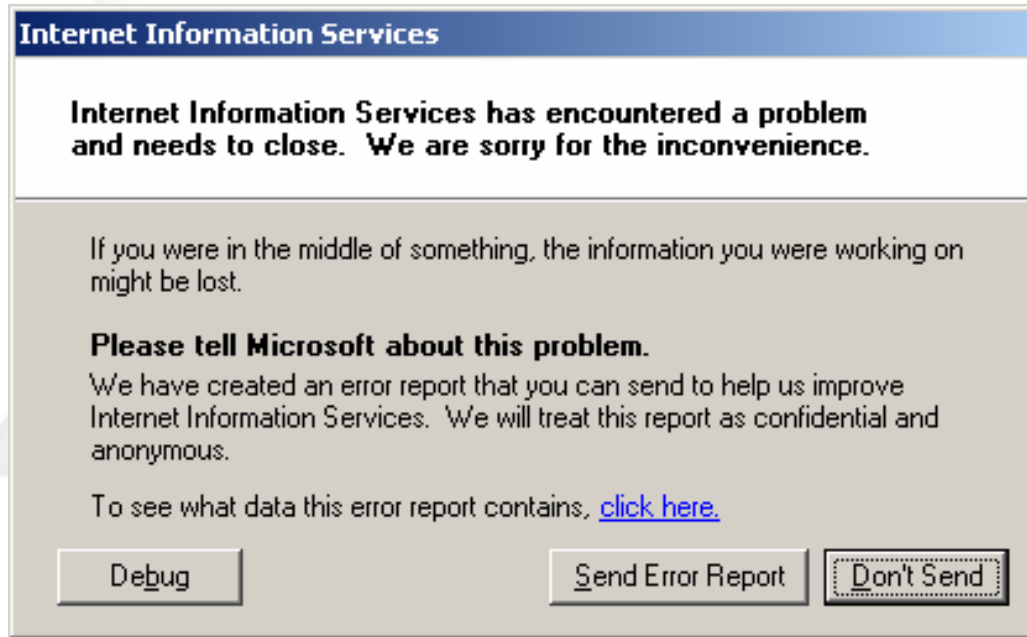 Internet Information Services
Internet Information Services has encountered a problem
and needs to close.  We are sorry for the inconvenience.
If you were in the middle of something, the information you were working on
might be lost.
Please tell Microsoft about this problem.
We have created an error report that you can send to help us improve
Internet Information Services.  We will treat this report as confidential and
anonymous.
To see what data this error report contains, click here.
Debug
Send Error Report
Don't Send